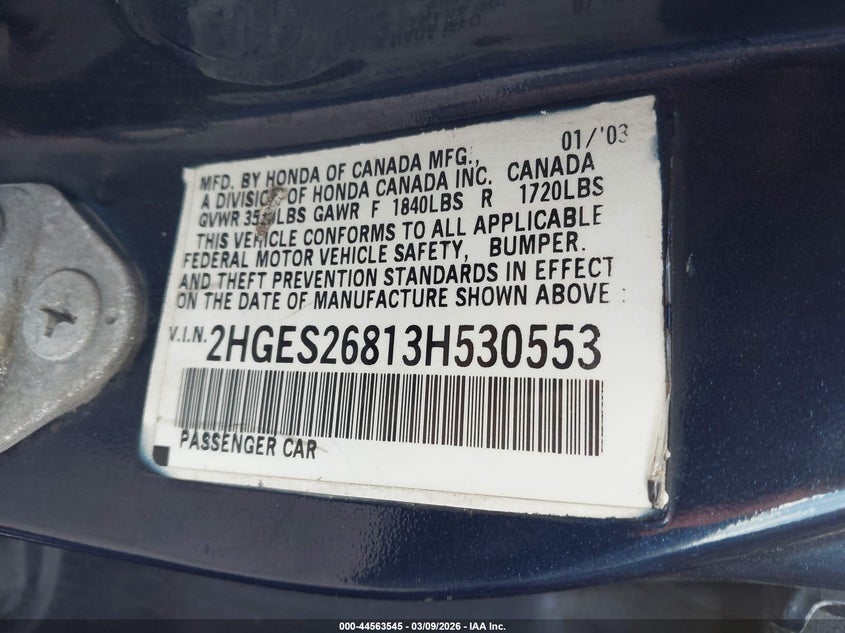 01/'03
MFD. BY HONDA OF CANADA MFG.,
A DIVISION OF HONDA CANADA INC. CANADA
GVWR LBS GAWR F 1840LBS R 1720LBS
THIS VEHICLE CONFORMS TO ALL APPLICABLE
FEDERAL MOTOR VEHICLE SAFETY, BUMPER.
AND THEFT PREVENTION STANDARDS IN EFFECT
ON THE DATE OF MANUFACTURE SHOWN ABOVE :
V.I.N. 2HGES26813H530553
PASSENGER CAR
000-44563545 | 03/09/2026 | IAA Inc.